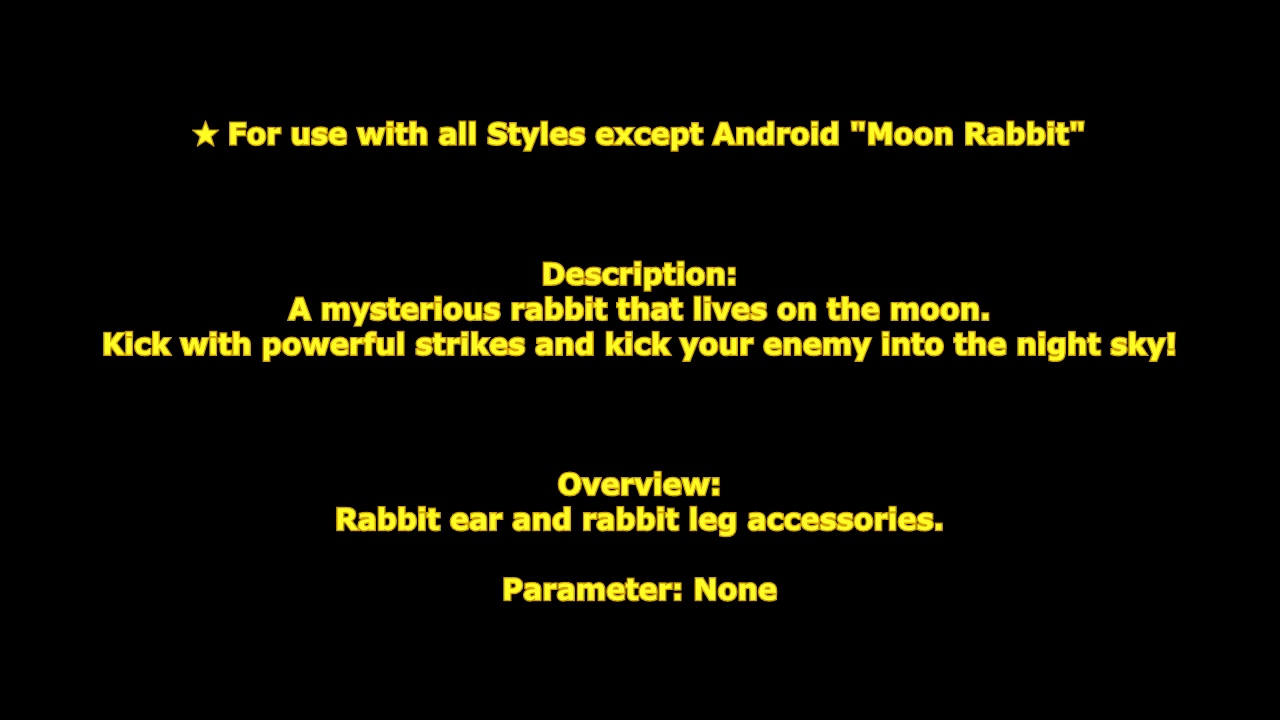 ★ For use with all Styles except Android "Moon Rabbit"
Description:
A mysterious rabbit that lives on the moon.
Kick with powerful strikes and kick your enemy into the night sky!
Overview:
Rabbit ear and rabbit leg accessories.
Parameter: None